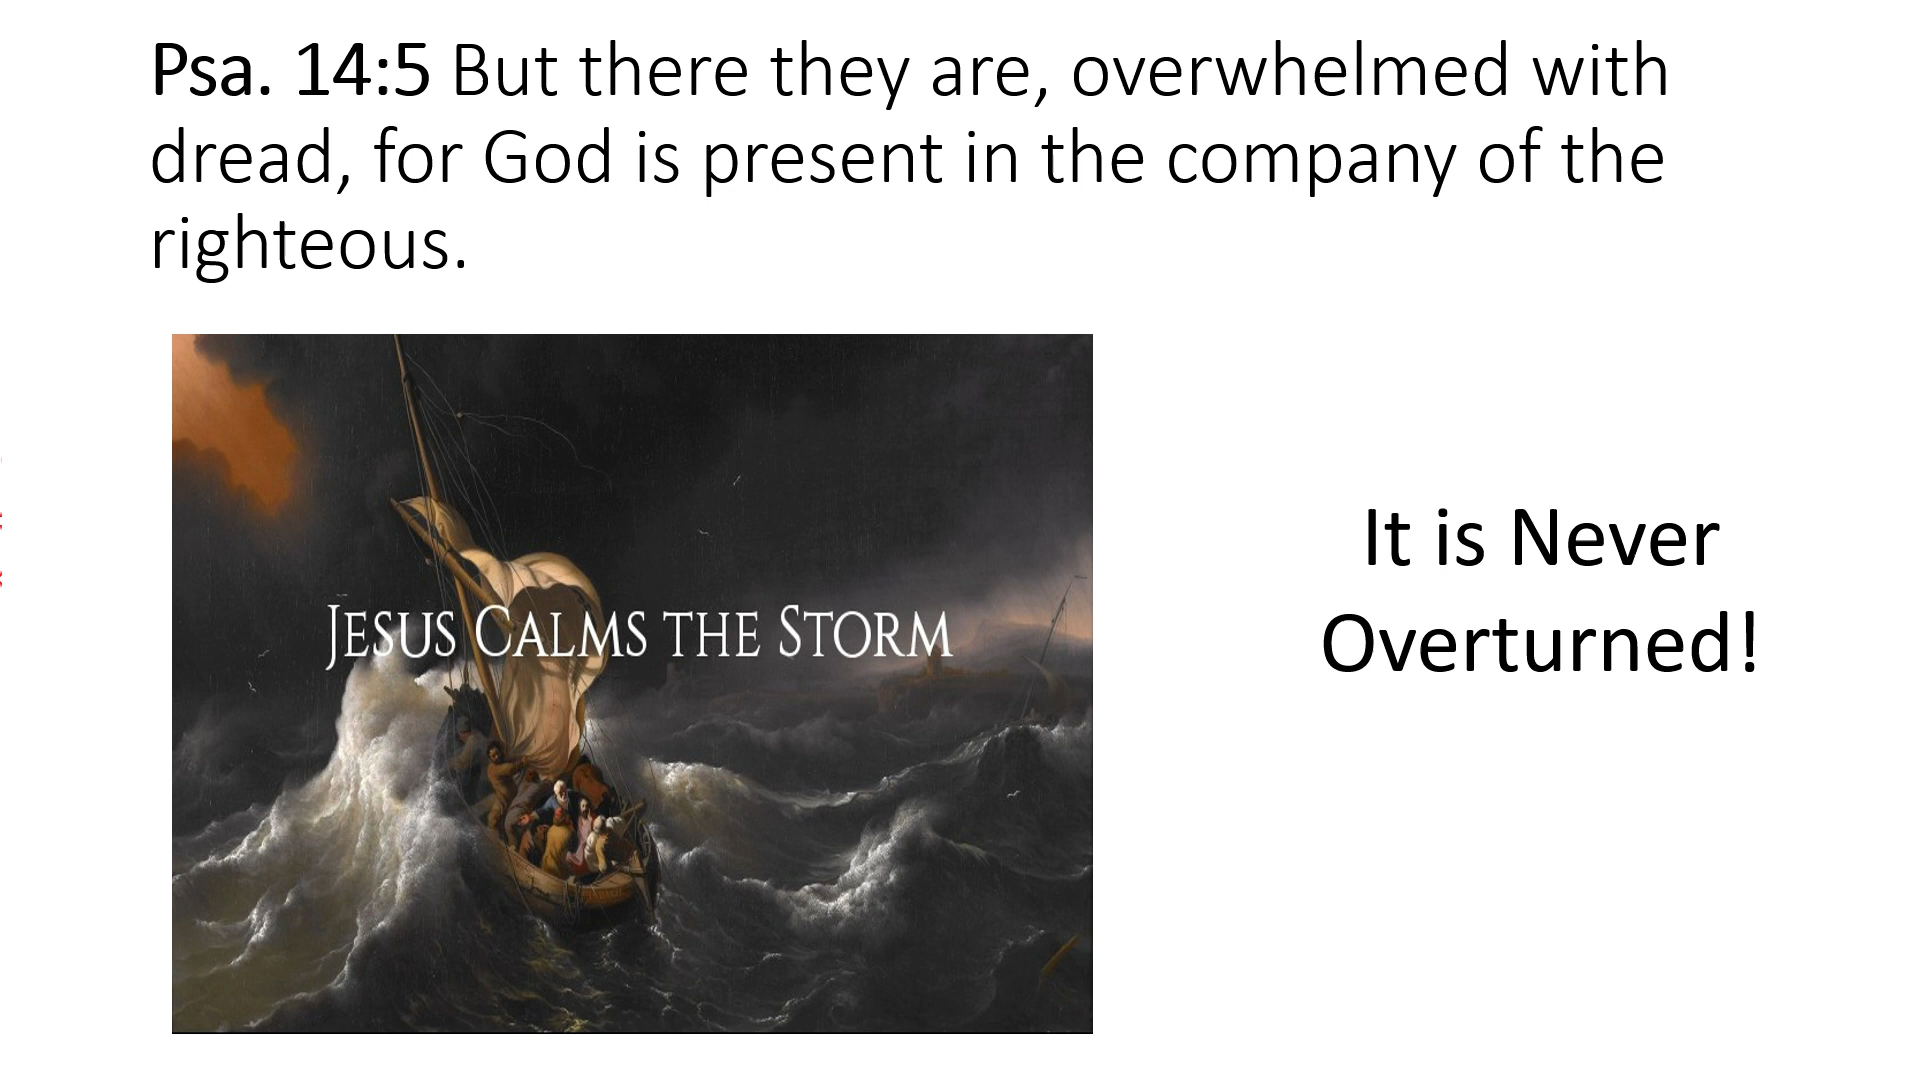 Psa. 14:5 But there they are, overwhelmed with
dread, for God is present in the company of the
righteous.
JESUS CALMS THE STORM
It is Never
Overturned!